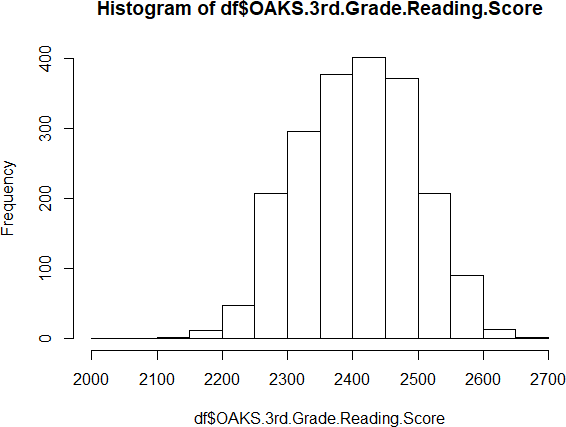 Histogram of df$OAKS.3rd.Grade.Reading.Score
400
300
200
100
0
Frequency
2000 2100 2200 2300 2400 2500 2600 2700
df$OAKS.3rd.Grade.Reading.Score